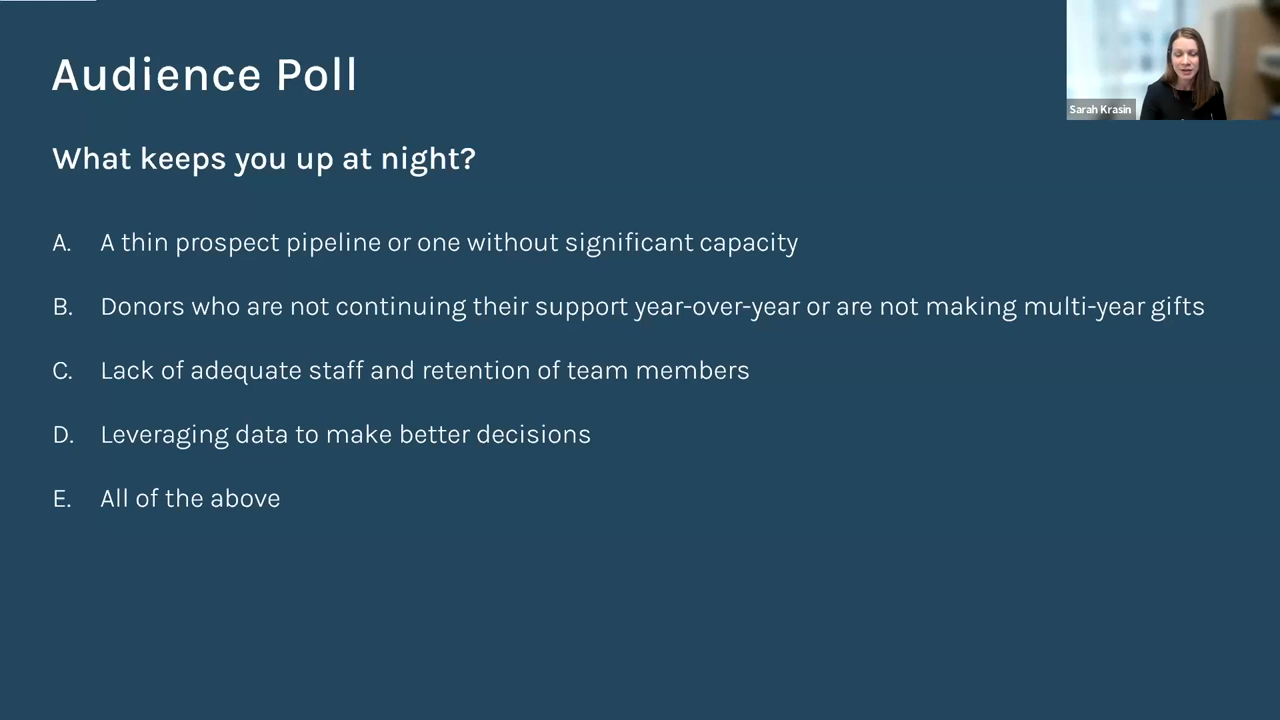 Audience Poll
Sarah Krasin
What keeps you up at night?
A. A thin prospect pipeline or one without significant capacity
B. Donors who are not continuing their support year-over-year or are not making multi-year gifts
C. Lack of adequate staff and retention of team members
D. Leveraging data to make better decisions
E. All of the above